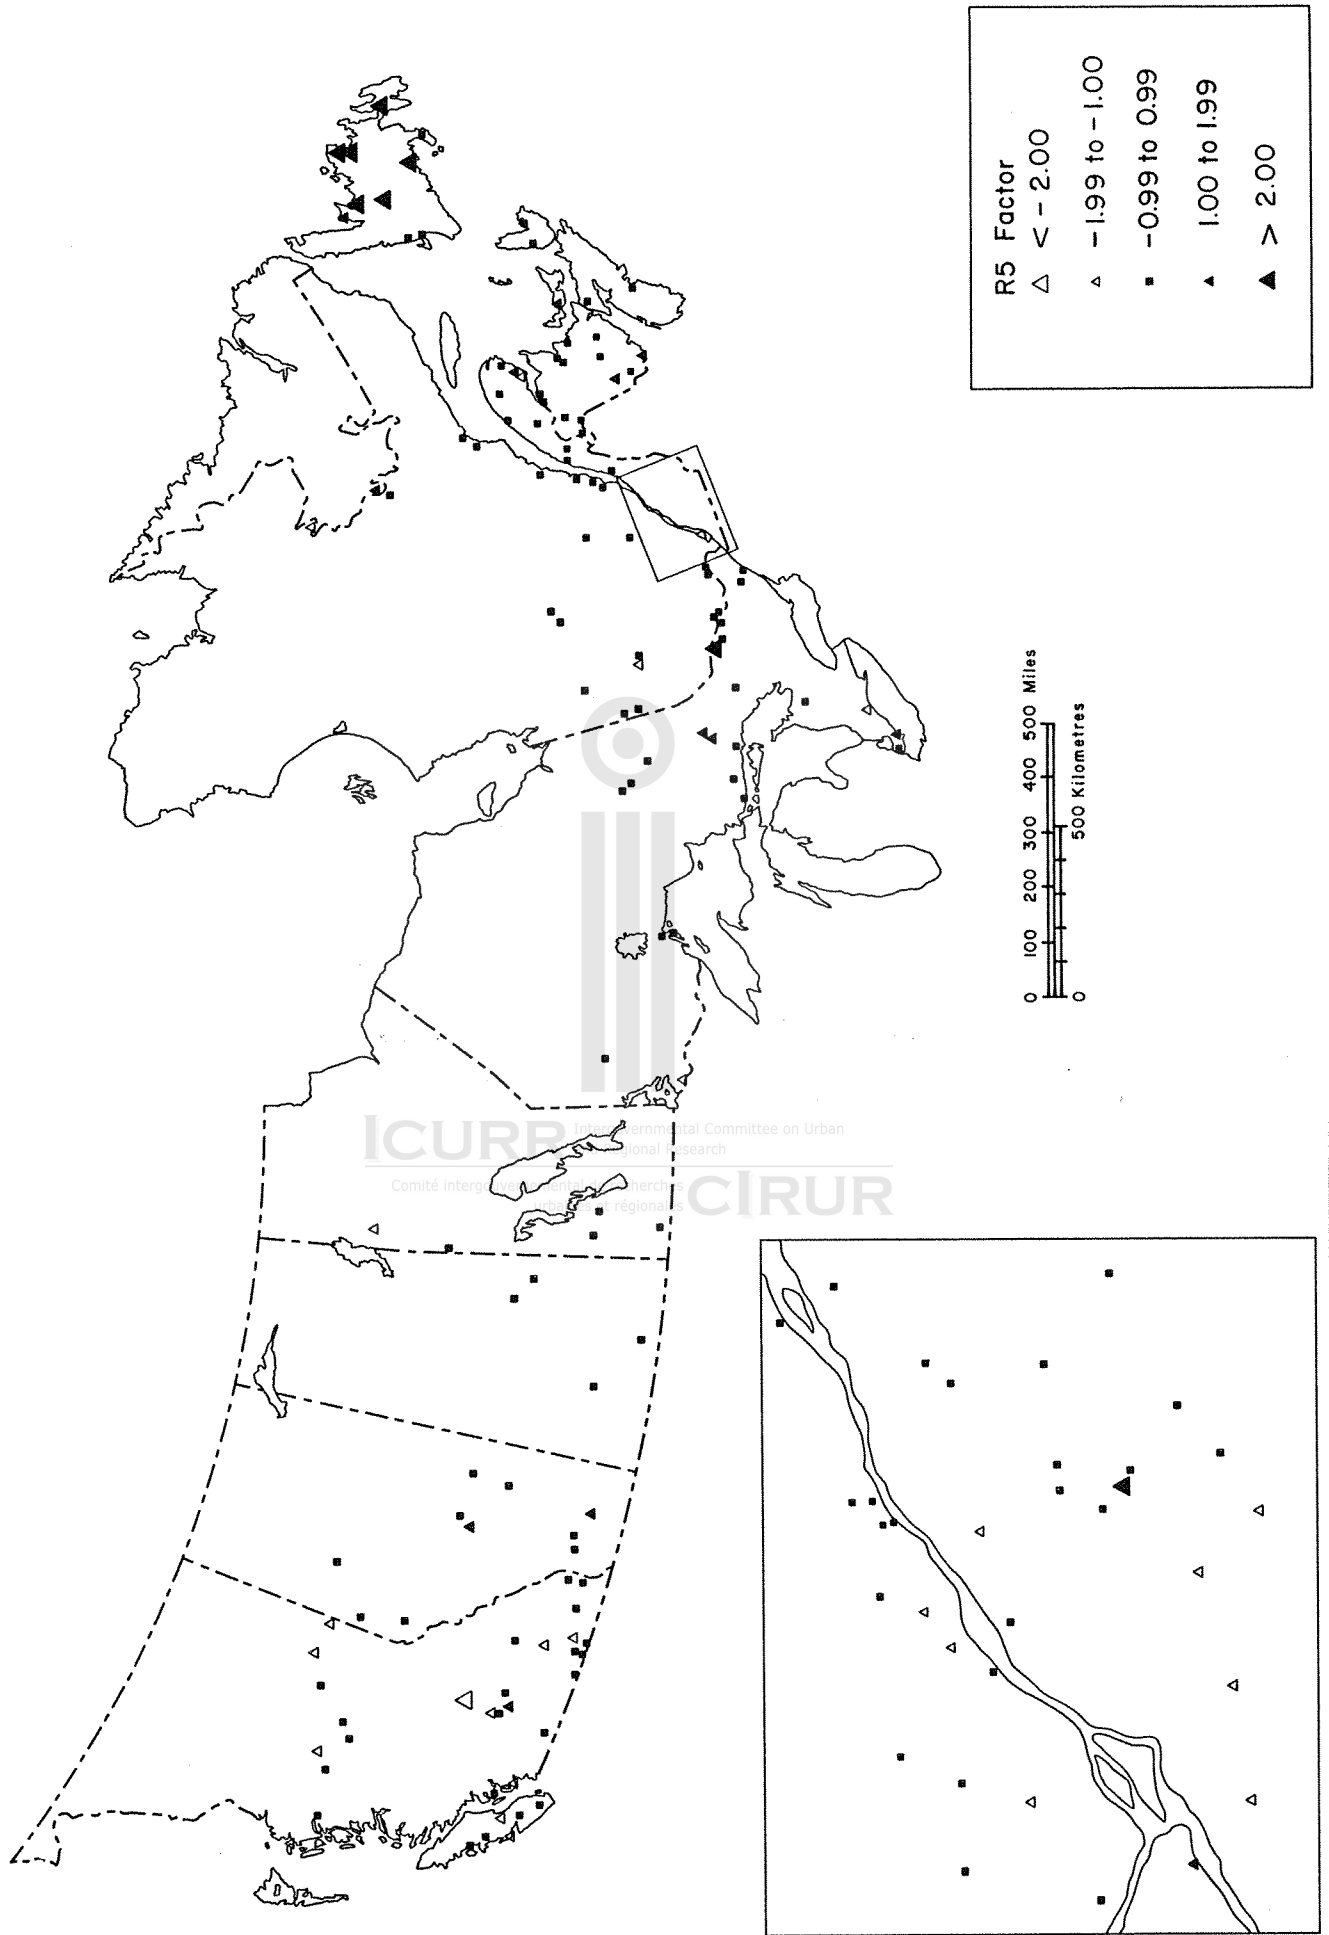 R5 Factor
△ < -2.00
△ -1.99 to -1.00
■ -0.99 to 0.99
▲ 1.00 to 1.99
▲ > 2.00
0 100 200 300 400 500 Miles
0 500 Kilometres
ICURR
Intergovernmental Committee on Urban
Regional Research
Comité intergouvernemental de recherches
urbaines et régionales
CIRUR